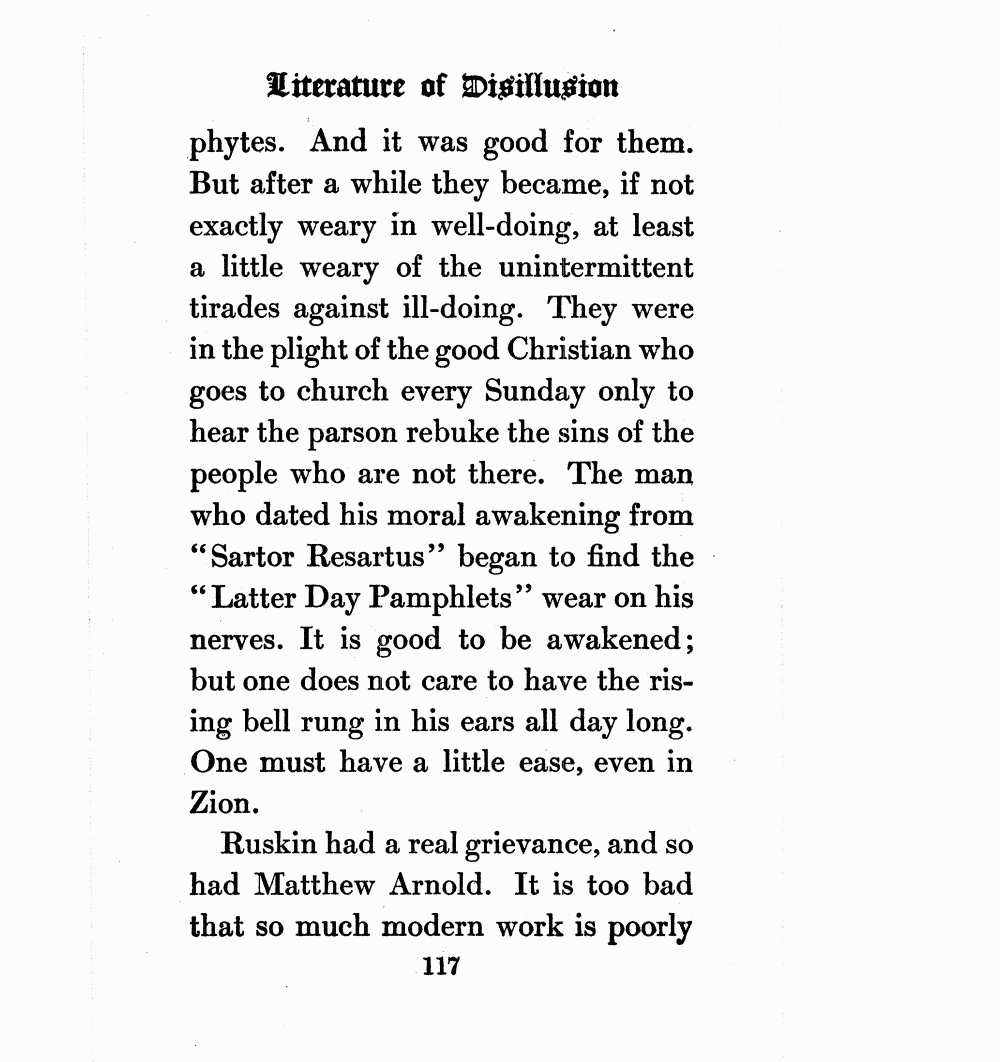 Literature of Disillusion
phytes. And it was good for them.
But after a while they became, if not
exactly weary in well-doing, at least
a little weary of the unintermittent
tirades against ill-doing. They were
in the plight of the good Christian who
goes to church every Sunday only to
hear the parson rebuke the sins of the
people who are not there. The man
who dated his moral awakening from
“Sartor Resartus” began to find the
“Latter Day Pamphlets” wear on his
nerves. It is good to be awakened;
but one does not care to have the ris-
ing bell rung in his ears all day long.
One must have a little ease, even in
Zion.
Ruskin had a real grievance, and so
had Matthew Arnold. It is too bad
that so much modern work is poorly
117